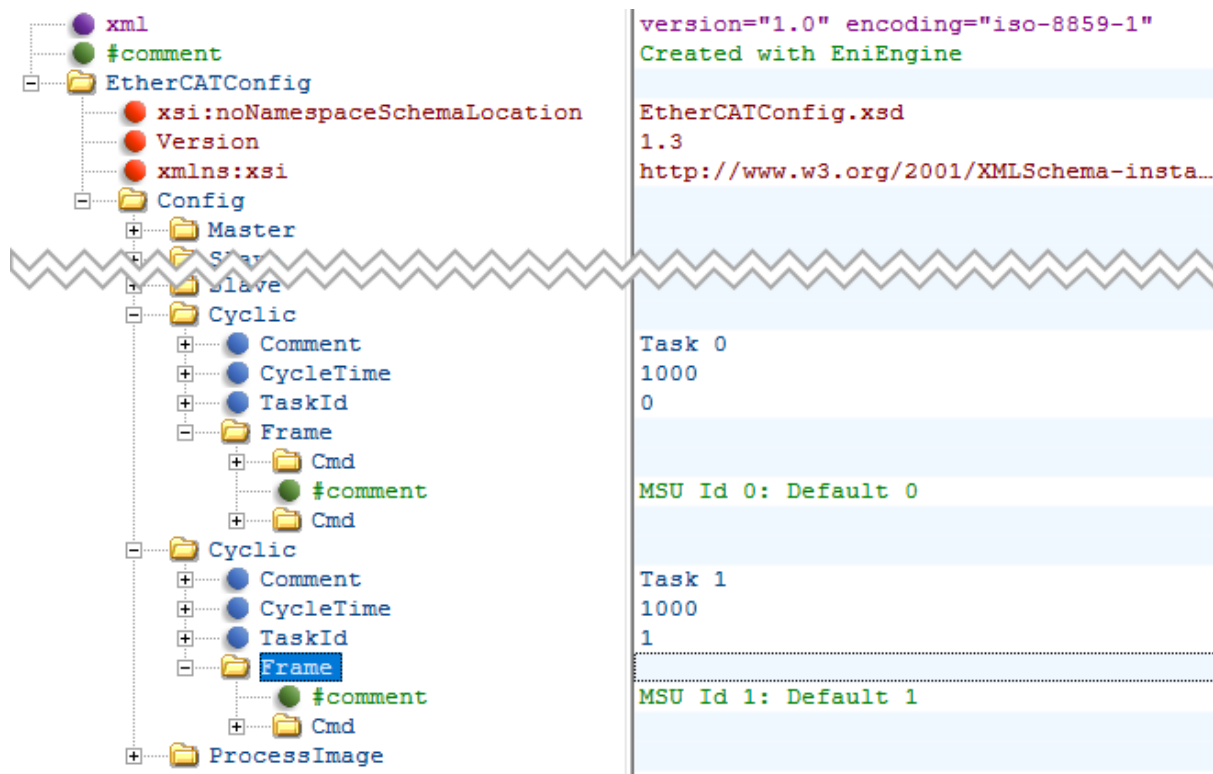 xml version="1.0" encoding="iso-8859-1"
#comment Created with EniEngine
EtherCATConfig
xsi:noNamespaceSchemaLocation EtherCATConfig.xsd
Version 1.3
xmlns:xsi http://www.w3.org/2001/XMLSchema-insta…
Config
Master
Slave
Cyclic
Comment Task 0
CycleTime 1000
TaskId 0
Frame
Cmd
#comment MSU Id 0: Default 0
Cmd
Cyclic
Comment Task 1
CycleTime 1000
TaskId 1
Frame
#comment MSU Id 1: Default 1
Cmd
ProcessImage